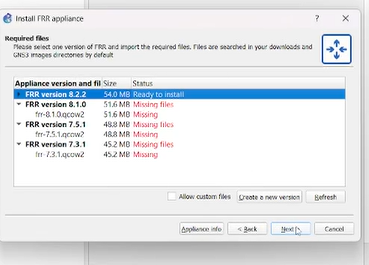 Install FRR appliance
Required files
Please select one version of FRR and import the required files. Files are searched in your downloads and
GNS3 images directories by default
Appliance version and fil Size Status
FRR version 8.2.2 54.0 MB Ready to install
FRR version 8.1.0 51.6 MB Missing files
frr-8.1.0.qcow2 51.6 MB Missing
FRR version 7.5.1 48.8 MB Missing files
frr-7.5.1.qcow2 48.8 MB Missing
FRR version 7.3.1 45.2 MB Missing files
frr-7.3.1.qcow2 45.2 MB Missing
Allow custom files Create a new version Refresh
Appliance info < Back Next > Cancel